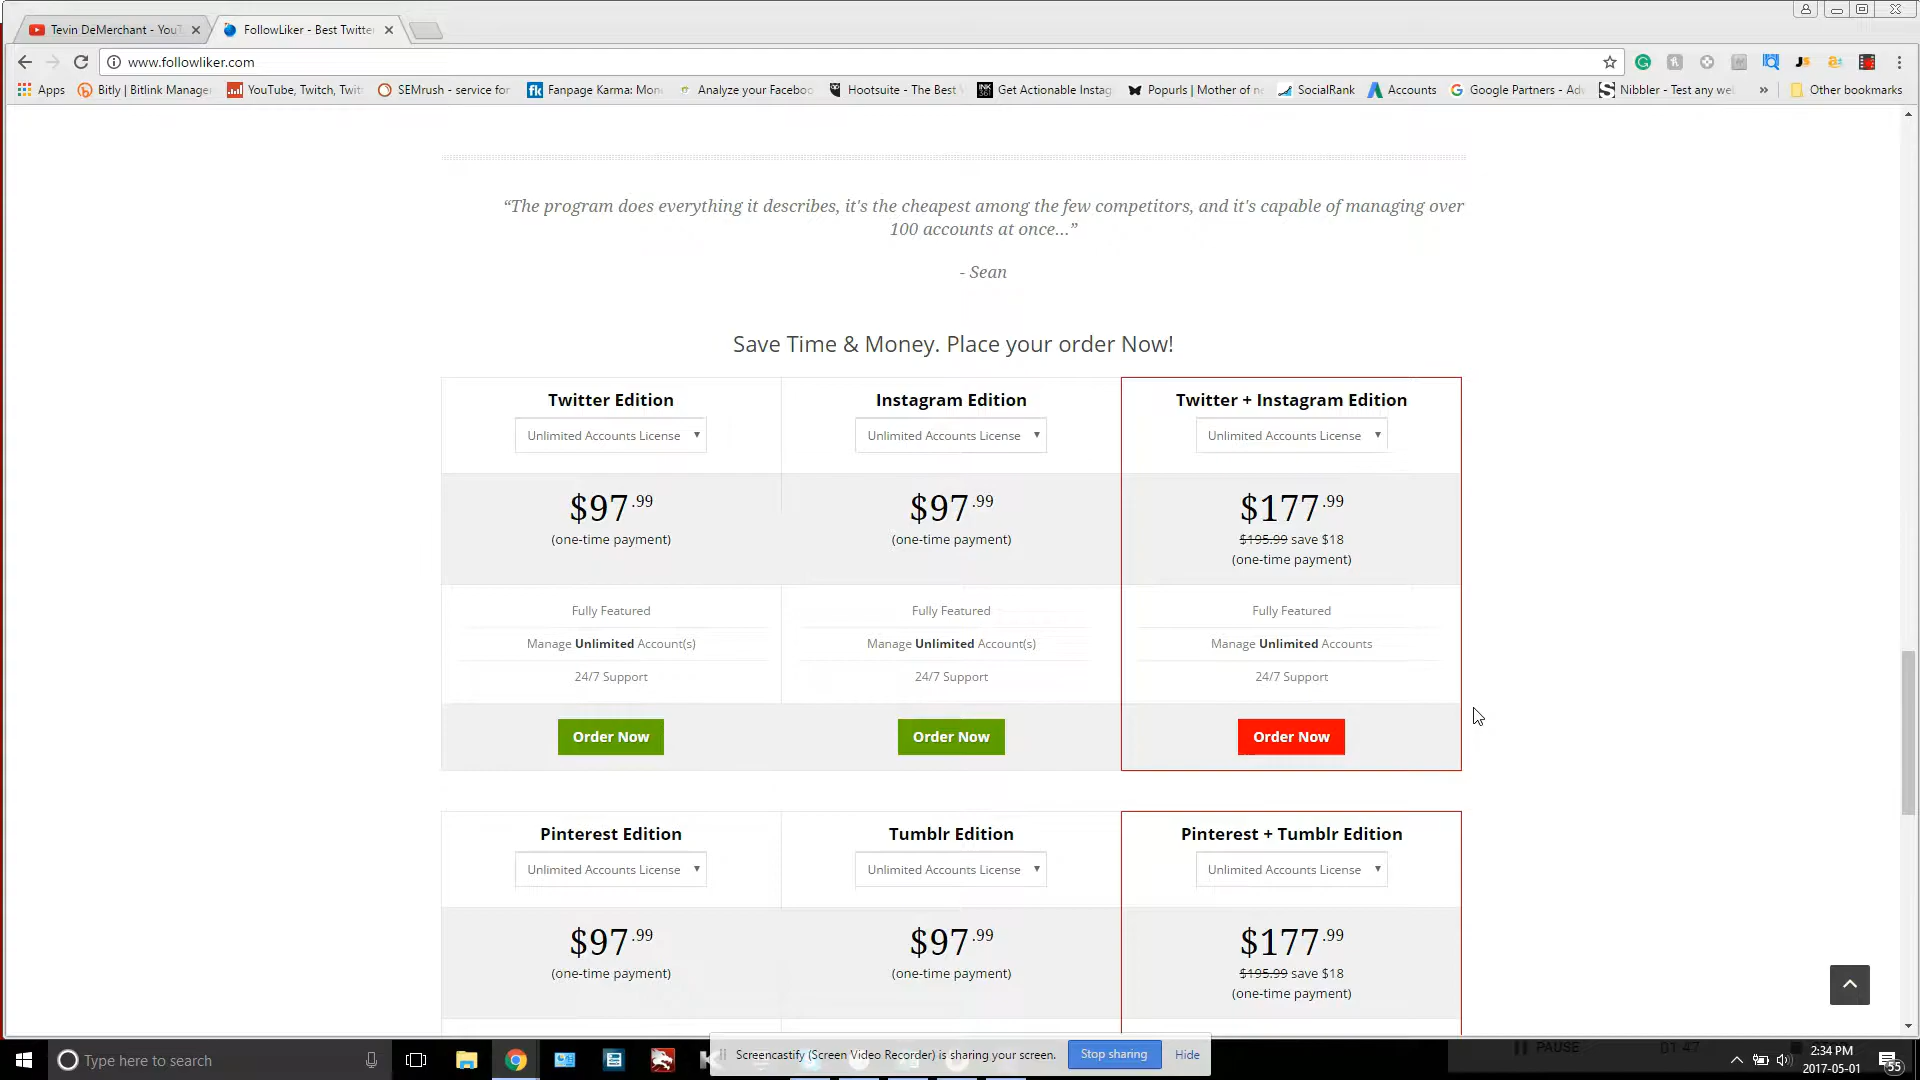 Tevin DeMerchant - YouT
FollowLiker - Best Twitte
www.followliker.com
Apps
Bitly | Bitlink Manage
YouTube, Twitch, Twit
SEMrush - service for
Fanpage Karma: Mon
Analyze your Faceboo
Hootsuite - The Best
Get Actionable Instag
Popurls | Mother of n
SocialRank
Accounts
Google Partners - Ad
Nibbler - Test any we
»
Other bookmarks
“The program does everything it describes, it's the cheapest among the few competitors, and it's capable of managing over
100 accounts at once...”
- Sean
Save Time & Money. Place your order Now!
Twitter Edition
Instagram Edition
Twitter + Instagram Edition
Unlimited Accounts License
Unlimited Accounts License
Unlimited Accounts License
$97.99
$97.99
$177.99
(one-time payment)
(one-time payment)
$195.99 save $18
(one-time payment)
Fully Featured
Fully Featured
Fully Featured
Manage Unlimited Account(s)
Manage Unlimited Account(s)
Manage Unlimited Accounts
24/7 Support
24/7 Support
24/7 Support
Order Now
Order Now
Order Now
Pinterest Edition
Tumblr Edition
Pinterest + Tumblr Edition
Unlimited Accounts License
Unlimited Accounts License
Unlimited Accounts License
$97.99
$97.99
$177.99
(one-time payment)
(one-time payment)
$195.99 save $18
(one-time payment)
Type here to search
Screencastify (Screen Video Recorder) is sharing your screen.
Stop sharing
Hide
PAUSE
01:47
2:34 PM
2017-05-01
55